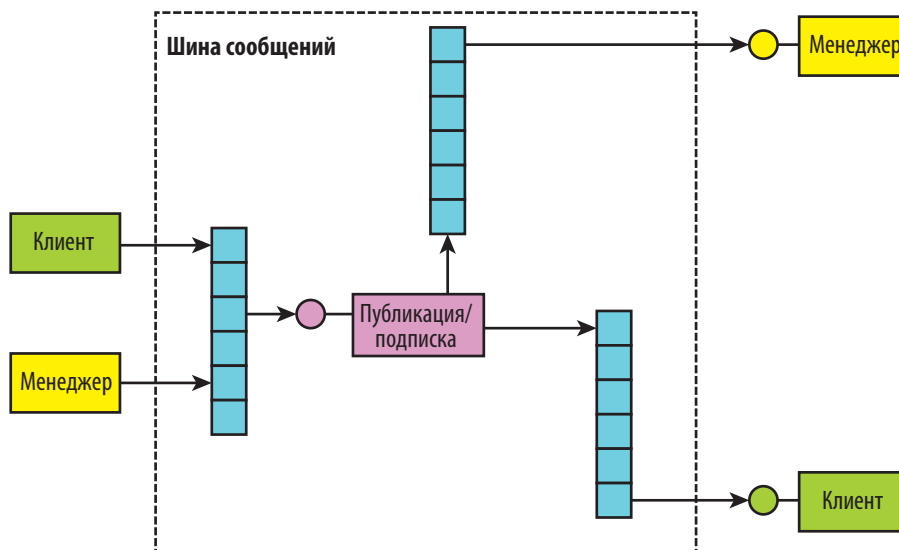 Шина сообщений
Менеджер
Клиент
Публикация/
подписка
Менеджер
Клиент